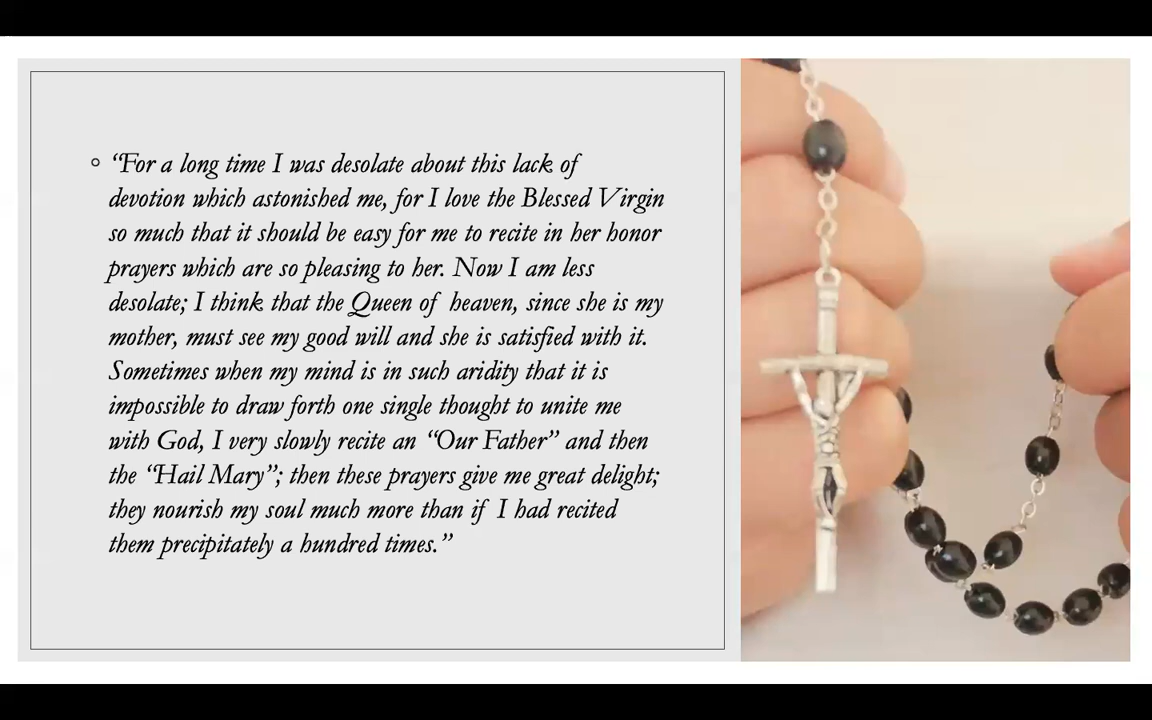 “For a long time I was desolate about this lack of
devotion which astonished me, for I love the Blessed Virgin
so much that it should be easy for me to recite in her honor
prayers which are so pleasing to her. Now I am less
desolate; I think that the Queen of heaven, since she is my
mother, must see my good will and she is satisfied with it.
Sometimes when my mind is in such aridity that it is
impossible to draw forth one single thought to unite me
with God, I very slowly recite an “Our Father” and then
the “Hail Mary”; then these prayers give me great delight;
they nourish my soul much more than if I had recited
them precipitately a hundred times.”